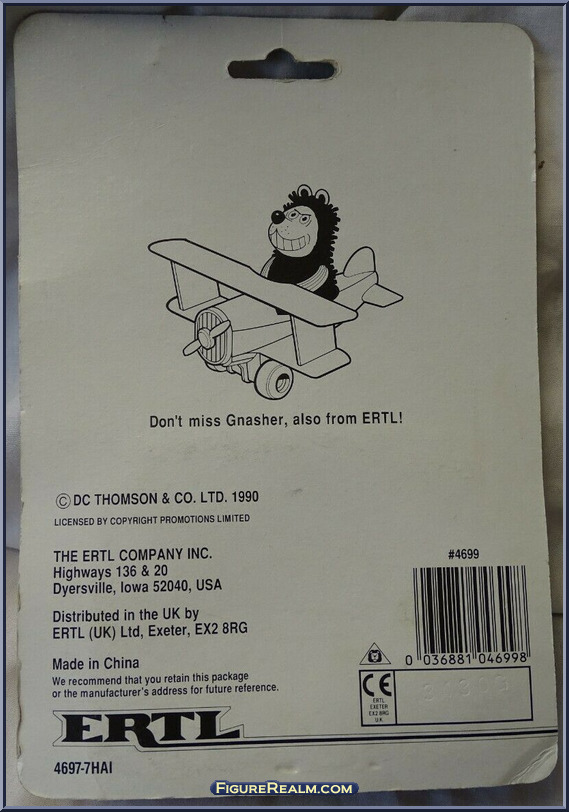 Don't miss Gnasher, also from ERTL!
© DC THOMSON & CO. LTD. 1990
LICENSED BY COPYRIGHT PROMOTIONS LIMITED
THE ERTL COMPANY INC.
Highways 136 & 20
Dyersville, Iowa 52040, USA
Distributed in the UK by
ERTL (UK) Ltd, Exeter, EX2 8RG
Made in China
We recommend that you retain this package
or the manufacturer's address for future reference.
ERTL
4697-7HAI
#4699
0 036881 046998
CE
ERTL
EXETER
EX2 8RG
U.K.
FIGUREREALM.COM